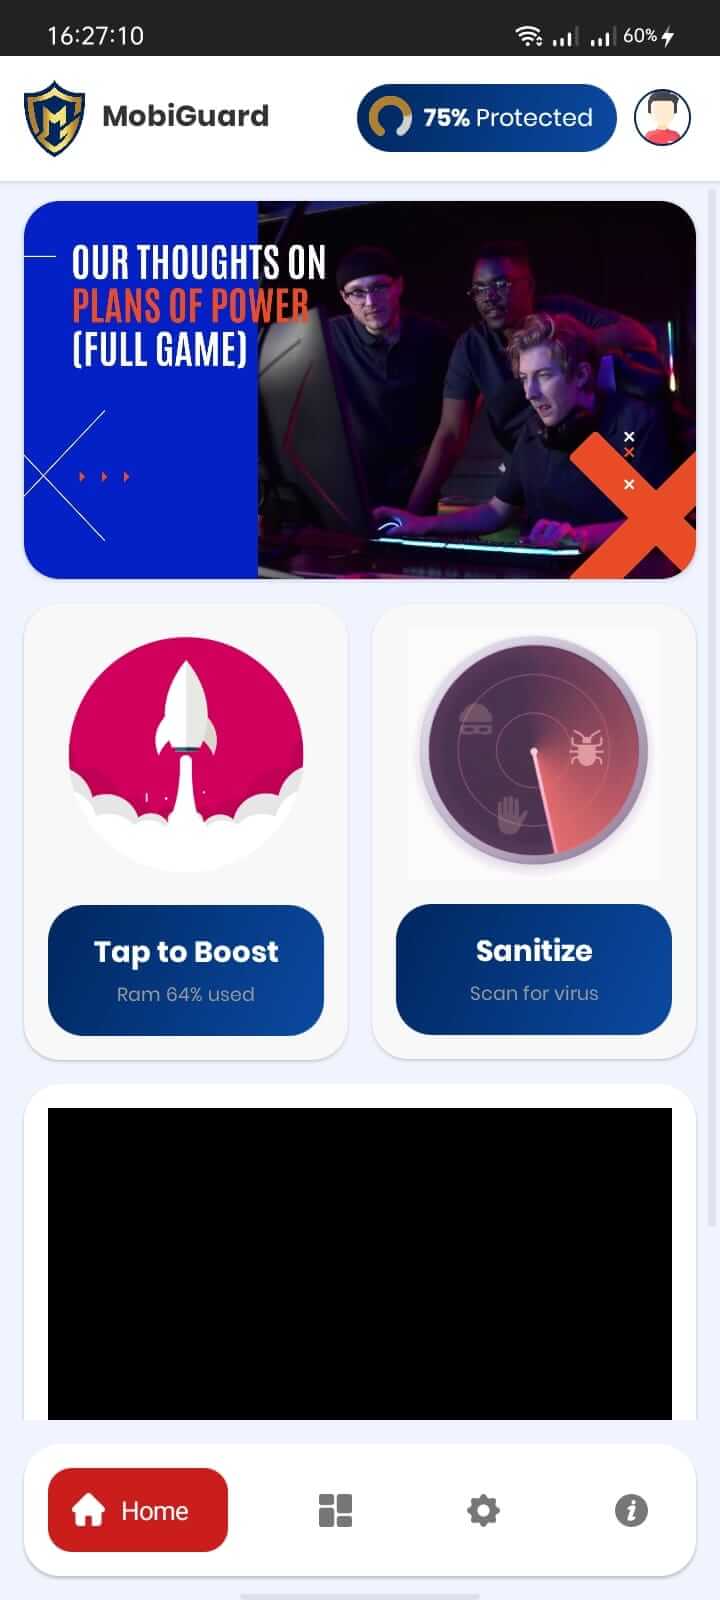 16:27:10
60%
MobiGuard
75% Protected
OUR THOUGHTS ON
PLANS OF POWER
(FULL GAME)
Tap to Boost
Ram 64% used
Sanitize
Scan for virus
Home